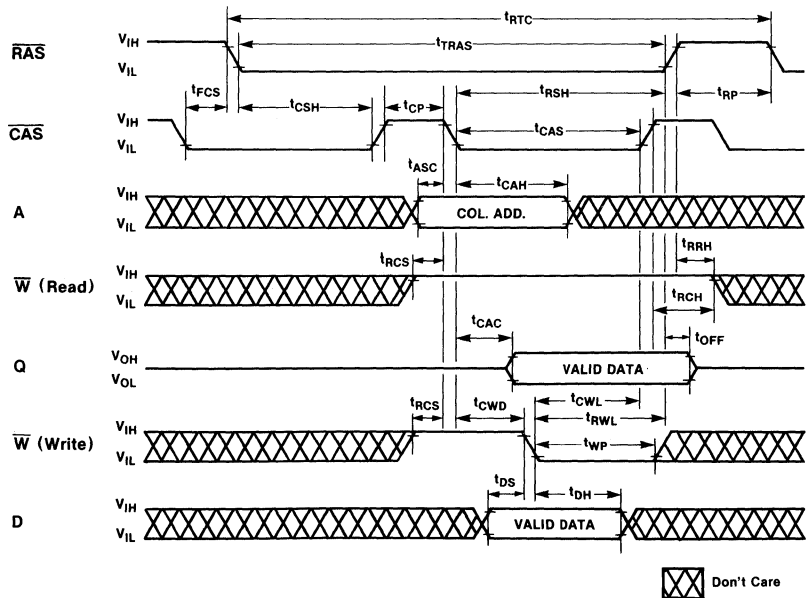 tRTC
RAS
VIH
VIL
tTRAS
tFCS
tCSH
tCP
tRSH
tRP
CAS
VIH
VIL
tCAS
tASC
tCAH
A
VIH
VIL
COL. ADD.
tRRH
W (Read)
VIH
VIL
tRCS
tRCH
tCAC
tOFF
Q
VOH
VOL
VALID DATA
tRCS
tCWD
tCWL
tRWL
W (Write)
VIH
VIL
tWP
tDS
tDH
D
VIH
VIL
VALID DATA
Don't Care